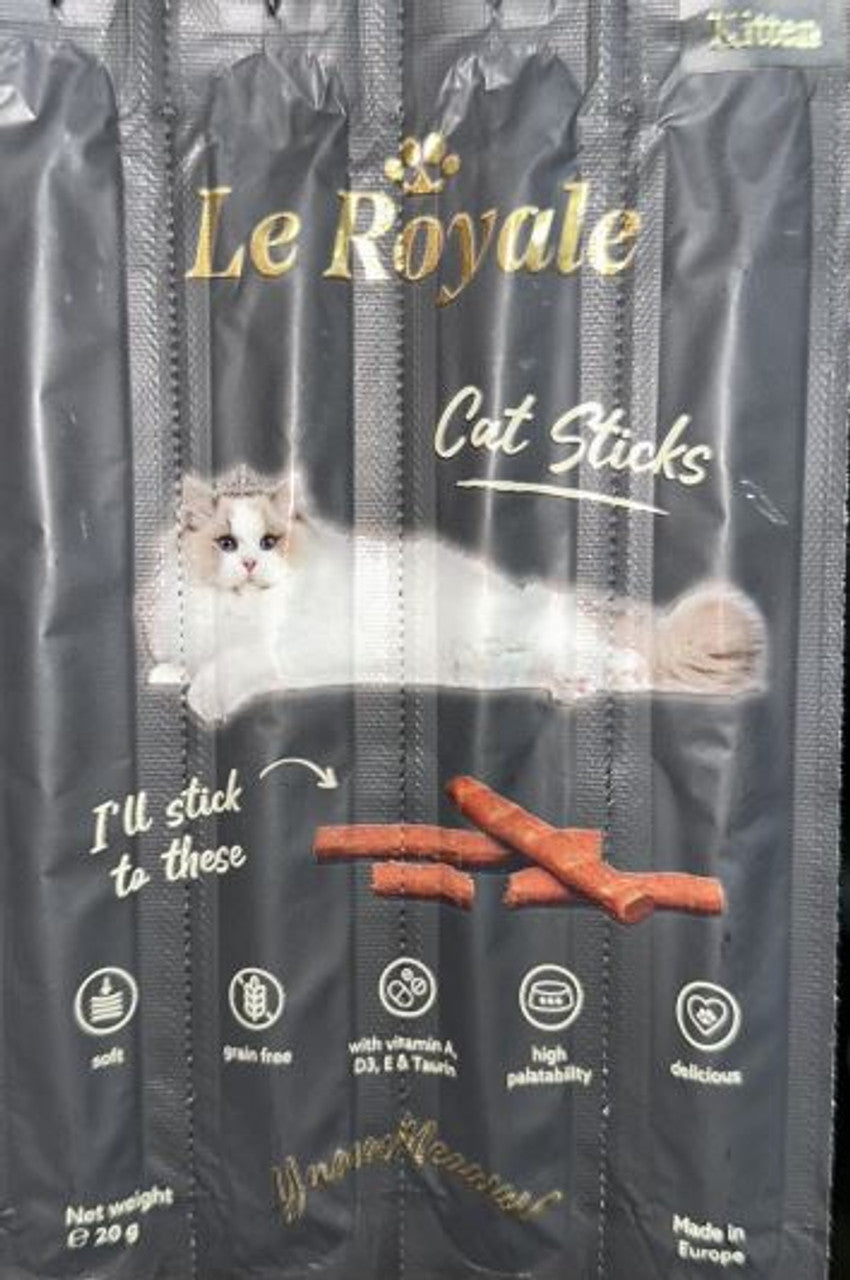 Kitten
Le Royale
Cat Sticks
I'll stick
to these
soft
grain free
with vitamin A,
D3, E & Taurin
high
palatability
delicious
Net weight
℮ 20 g
Made in
Europe